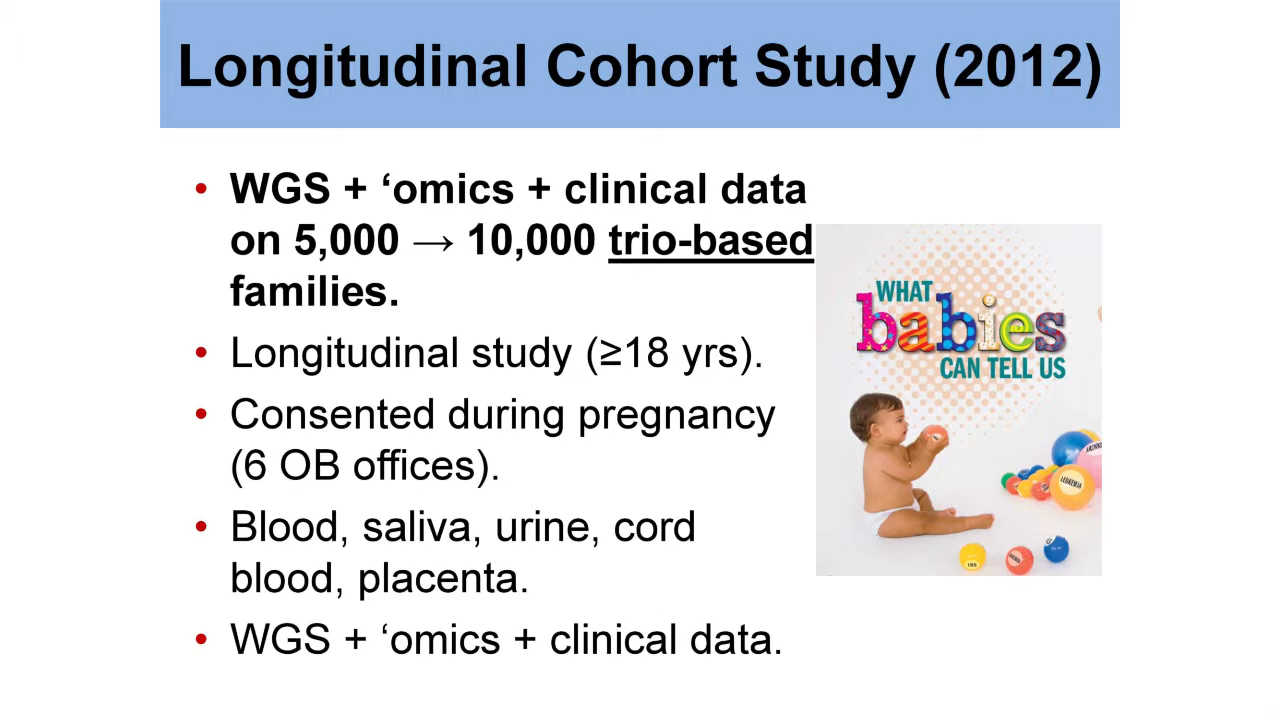 Longitudinal Cohort Study (2012)
• WGS + ‘omics + clinical data
on 5,000 → 10,000 trio-based
families.
• Longitudinal study (≥18 yrs).
• Consented during pregnancy
(6 OB offices).
• Blood, saliva, urine, cord
blood, placenta.
• WGS + ‘omics + clinical data.
WHAT
babies
CAN TELL US
LEUKEMIA